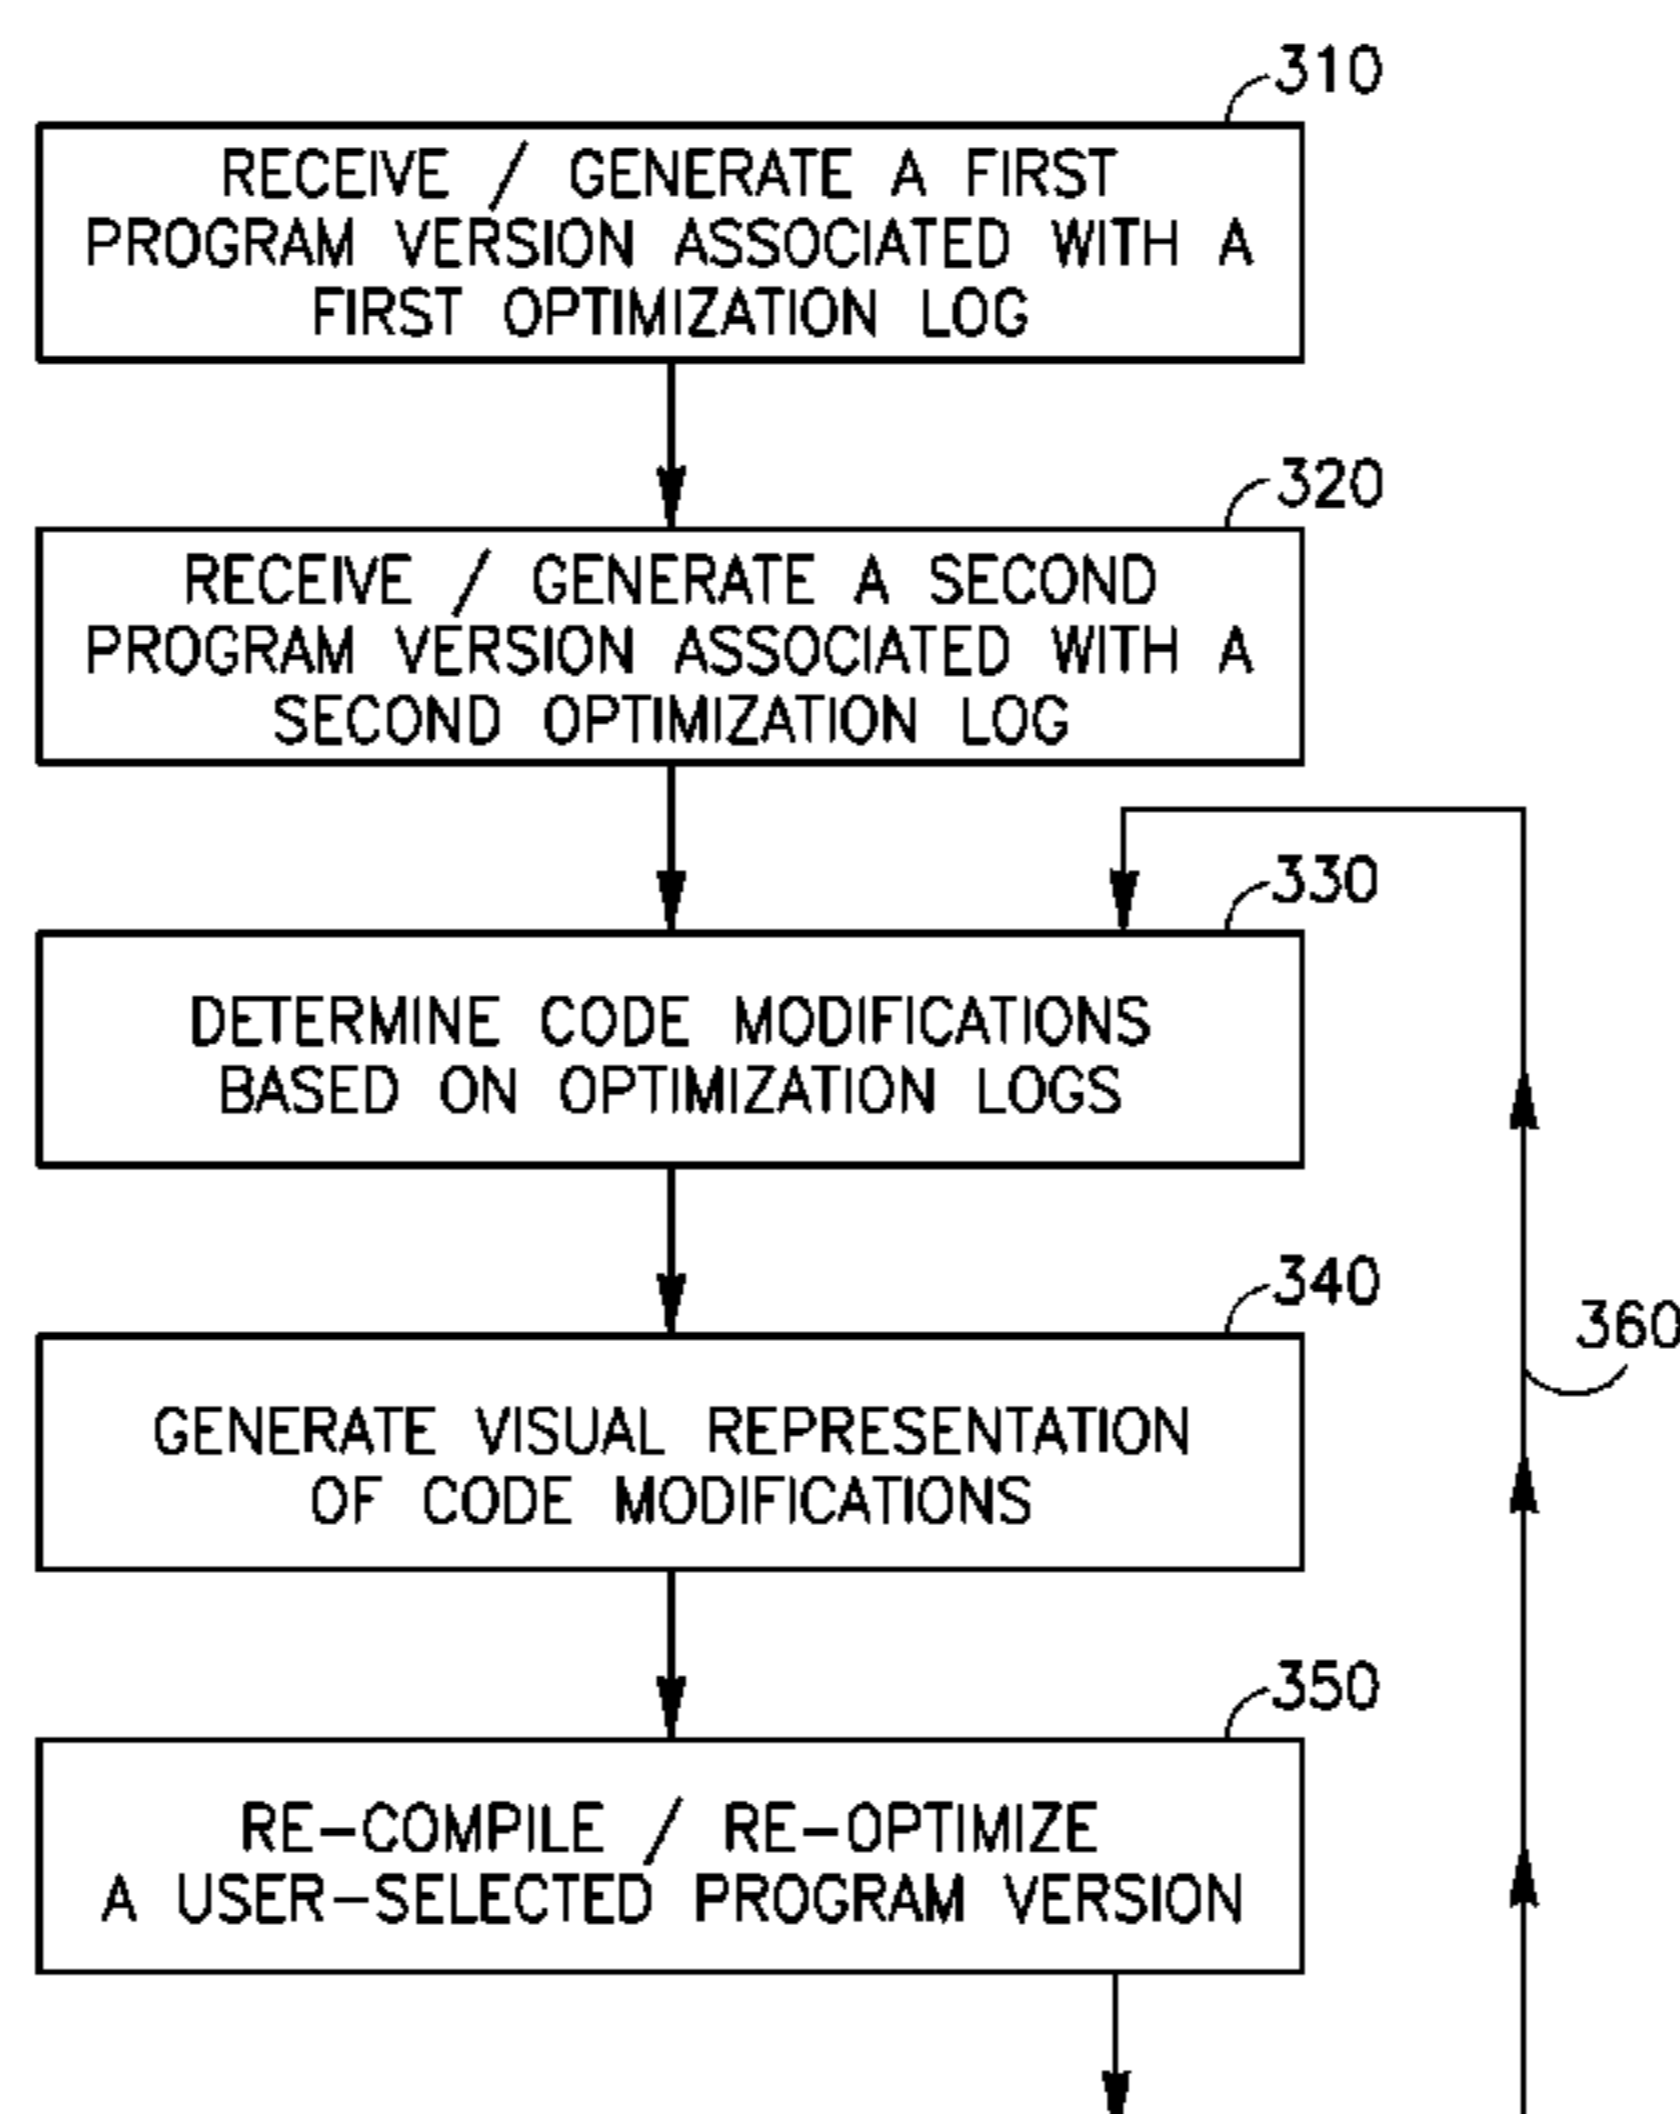 310
RECEIVE / GENERATE A FIRST
PROGRAM VERSION ASSOCIATED WITH A
FIRST OPTIMIZATION LOG
320
RECEIVE / GENERATE A SECOND
PROGRAM VERSION ASSOCIATED WITH A
SECOND OPTIMIZATION LOG
330
DETERMINE CODE MODIFICATIONS
BASED ON OPTIMIZATION LOGS
340
360
GENERATE VISUAL REPRESENTATION
OF CODE MODIFICATIONS
350
RE-COMPILE / RE-OPTIMIZE
A USER-SELECTED PROGRAM VERSION